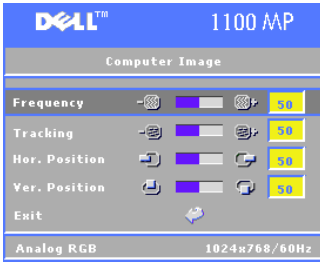 DELL™ 1100 MP
Computer Image
Frequency - + 50
Tracking - + 50
Hor. Position 50
Ver. Position 50
Exit
Analog RGB 1024x768/60Hz